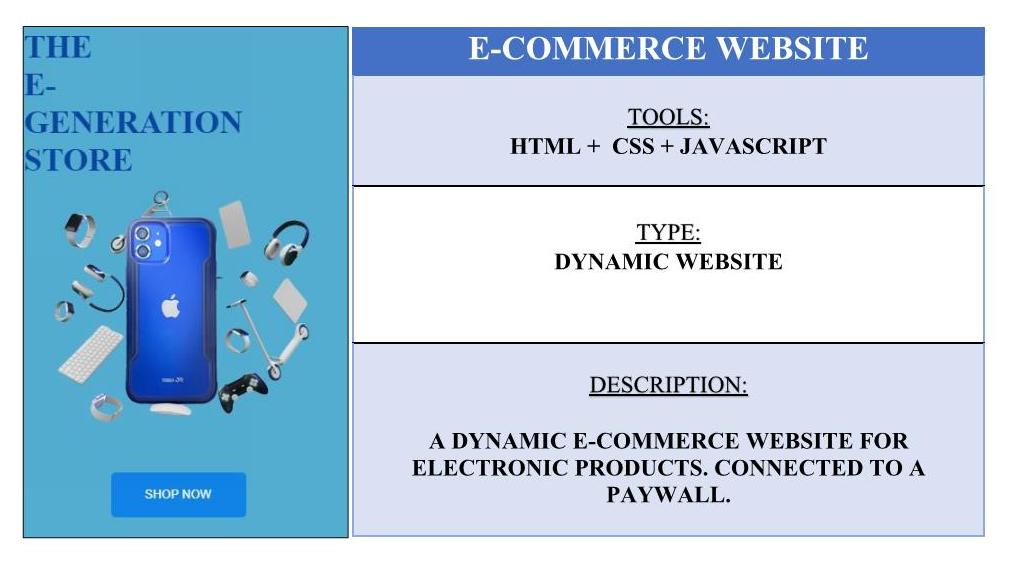 THE
E-
GENERATION
STORE
SHOP NOW
E-COMMERCE WEBSITE
TOOLS:
HTML + CSS + JAVASCRIPT
TYPE:
DYNAMIC WEBSITE
DESCRIPTION:
A DYNAMIC E-COMMERCE WEBSITE FOR
ELECTRONIC PRODUCTS. CONNECTED TO A
PAYWALL.